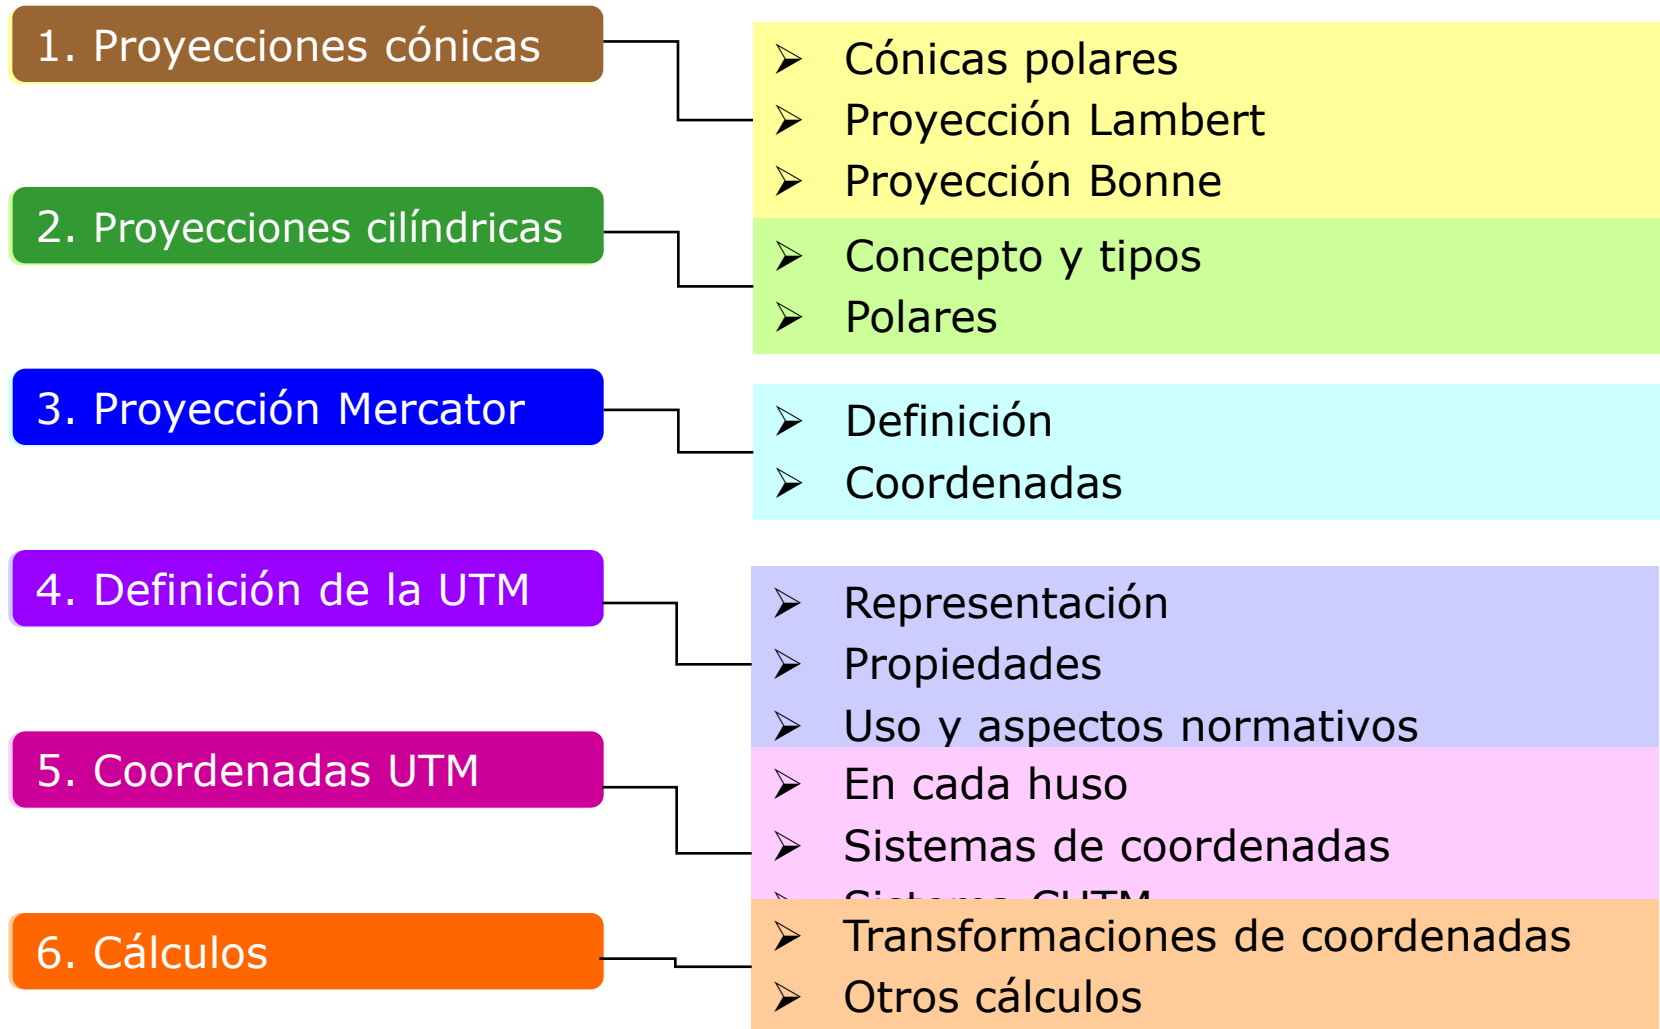 1. Proyecciones cónicas
➢ Cónicas polares
➢ Proyección Lambert
➢ Proyección Bonne
2. Proyecciones cilíndricas
➢ Concepto y tipos
➢ Polares
3. Proyección Mercator
➢ Definición
➢ Coordenadas
4. Definición de la UTM
➢ Representación
➢ Propiedades
➢ Uso y aspectos normativos
5. Coordenadas UTM
➢ En cada huso
➢ Sistemas de coordenadas
➢ Sistema CUTM
6. Cálculos
➢ Transformaciones de coordenadas
➢ Otros cálculos